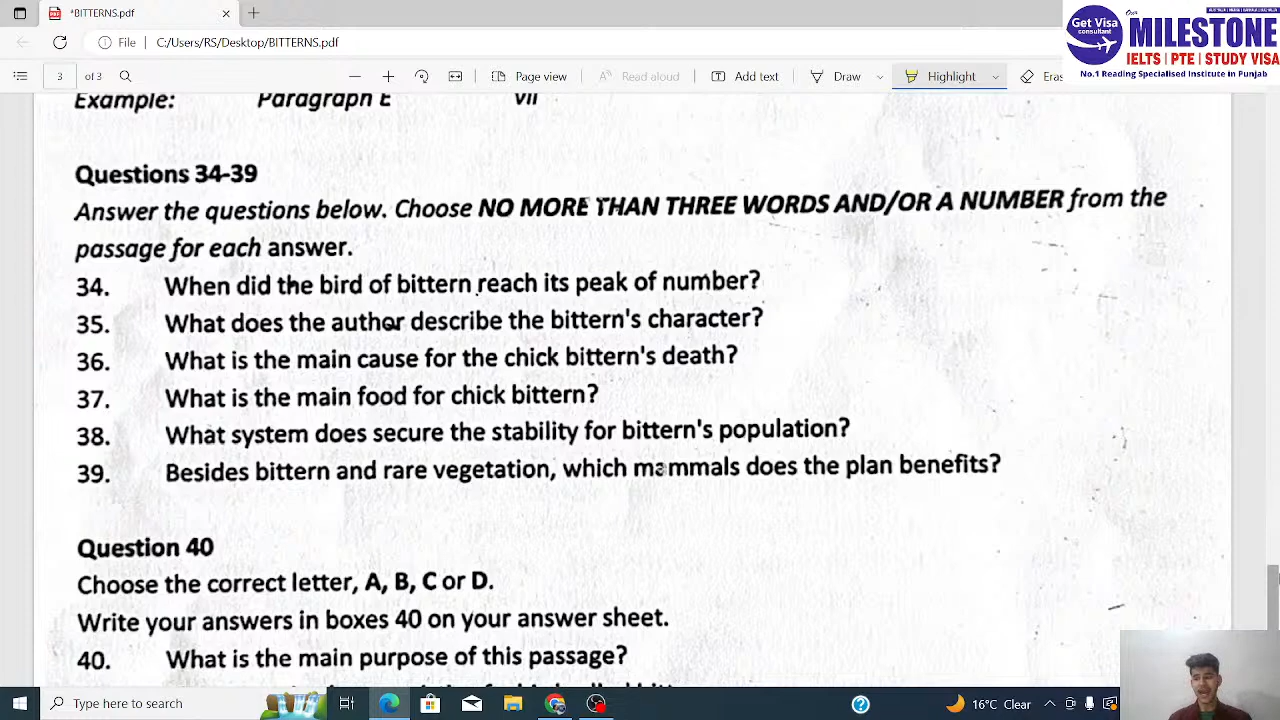 *BITTERNS.pdf
File C:/Users/RS/Desktop/BITTERNS.pdf
3 of 3 Page view Read aloud Add text Draw Highlight Eras
Get Visa
consultant
Our
MILESTONE
IELTS | PTE | STUDY VISA
No.1 Reading Specialised Institute in Punjab
Example: Paragraph E vii
Questions 34-39
Answer the questions below. Choose NO MORE THAN THREE WORDS AND/OR A NUMBER from the
passage for each answer.
34. When did the bird of bittern reach its peak of number?
35. What does the author describe the bittern's character?
36. What is the main cause for the chick bittern's death?
37. What is the main food for chick bittern?
38. What system does secure the stability for bittern's population?
39. Besides bittern and rare vegetation, which mammals does the plan benefits?
Question 40
Choose the correct letter, A, B, C or D.
Write your answers in boxes 40 on your answer sheet.
40. What is the main purpose of this passage?
Type here to search
16°C Clear